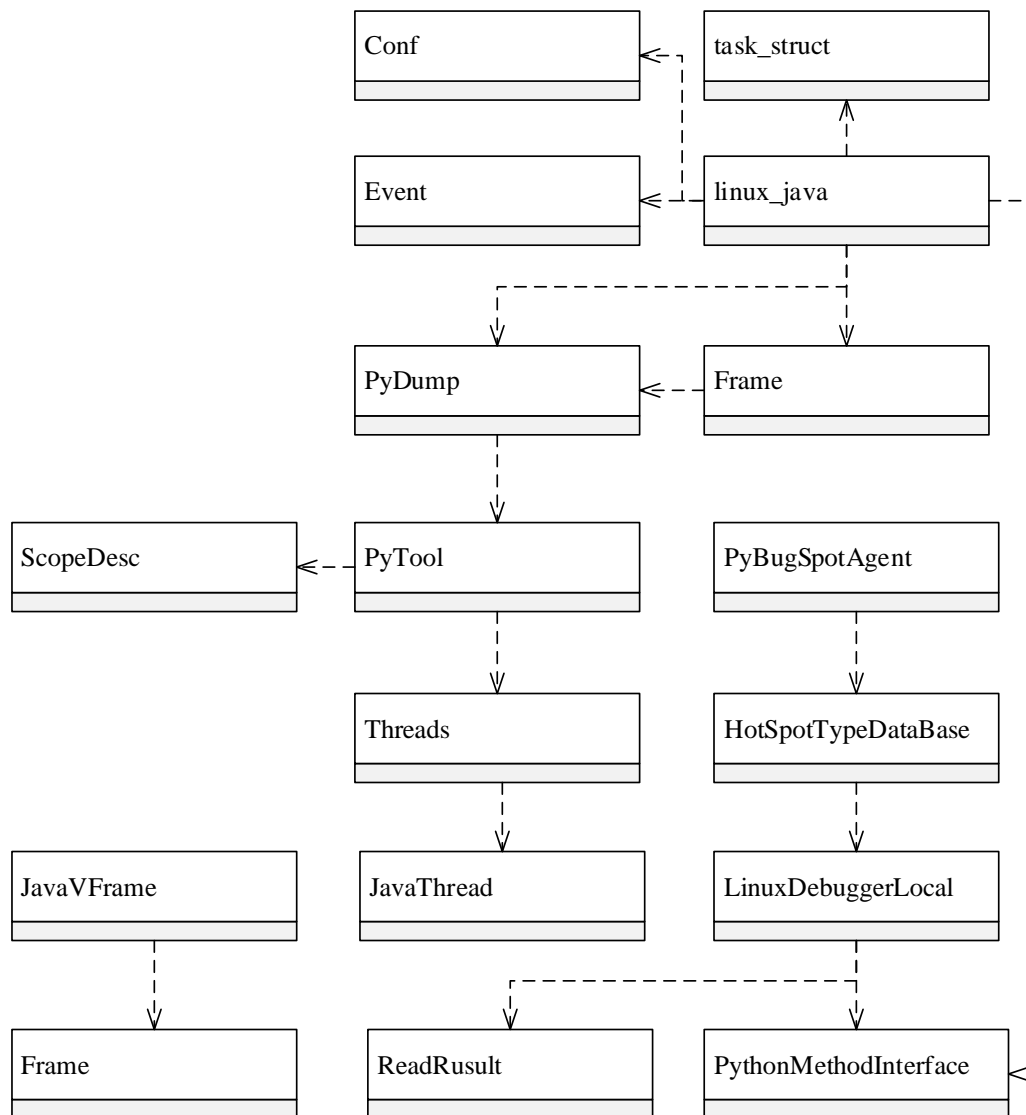 Conf
task_struct
Event
linux_java
PyDump
Frame
ScopeDesc
PyTool
PyBugSpotAgent
Threads
HotSpotTypeDataBase
JavaVFrame
JavaThread
LinuxDebuggerLocal
Frame
ReadRusult
PythonMethodInterface